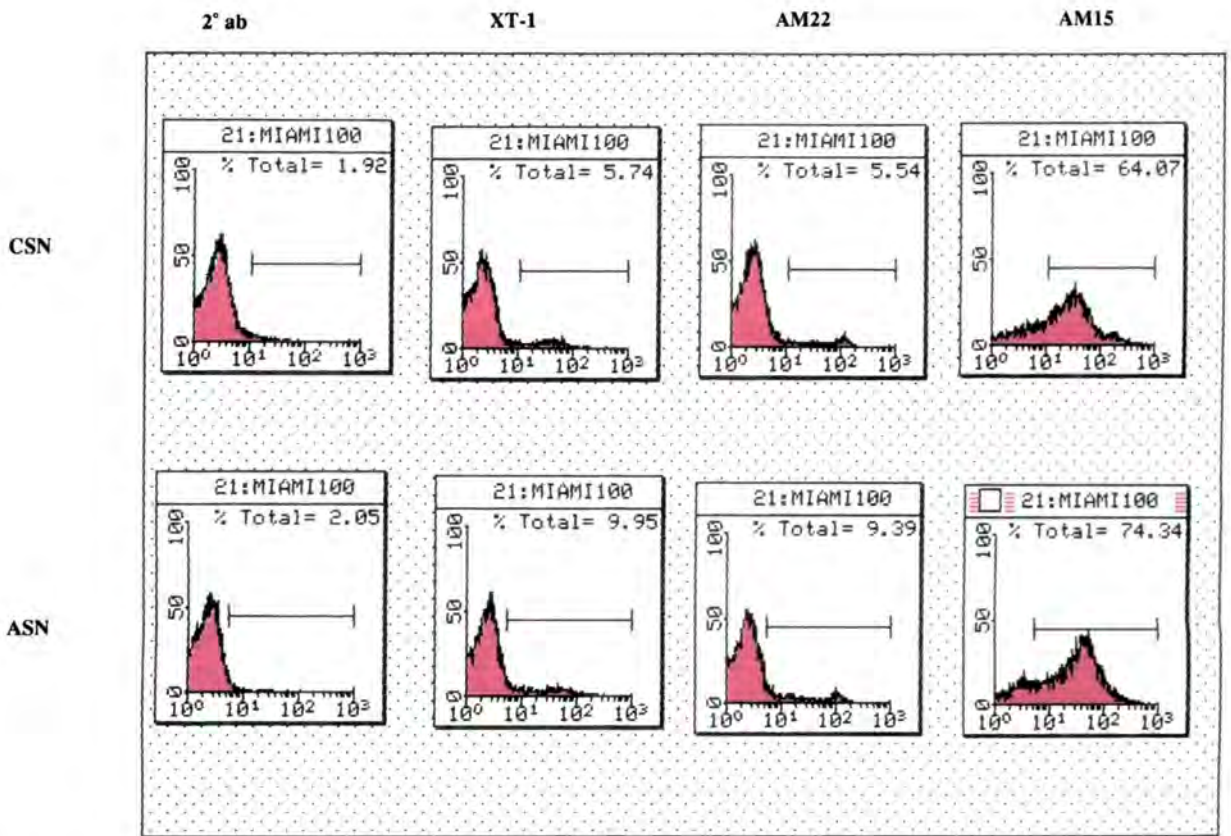 2° ab XT-1 AM22 AM15
CSN
21:MIAMI100
% Total= 1.92
100
50
0
10⁰ 10¹ 10² 10³
21:MIAMI100
% Total= 5.74
100
50
0
10⁰ 10¹ 10² 10³
21:MIAMI100
% Total= 5.54
100
50
0
10⁰ 10¹ 10² 10³
21:MIAMI100
% Total= 64.07
100
50
0
10⁰ 10¹ 10² 10³
ASN
21:MIAMI100
% Total= 2.05
100
50
0
10⁰ 10¹ 10² 10³
21:MIAMI100
% Total= 9.95
100
50
0
10⁰ 10¹ 10² 10³
21:MIAMI100
% Total= 9.39
100
50
0
10⁰ 10¹ 10² 10³
21:MIAMI100
% Total= 74.34
100
50
0
10⁰ 10¹ 10² 10³